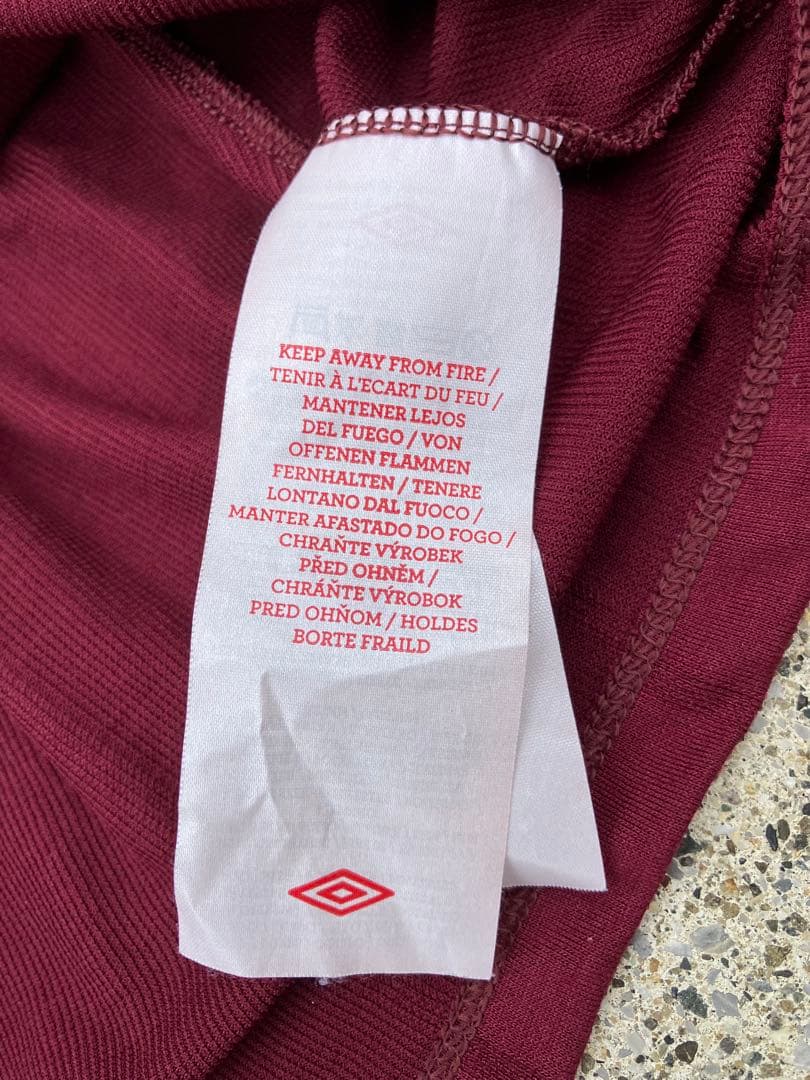 KEEP AWAY FROM FIRE /
TENIR À L'ECART DU FEU /
MANTENER LEJOS
DEL FUEGO / VON
OFFENEN FLAMMEN
FERNHALTEN / TENERE
LONTANO DAL FUOCO /
MANTER AFASTADO DO FOGO /
CHRAŇTE VÝROBEK
PŘED OHNĚM /
CHRÁŇTE VÝROBOK
PRED OHŇOM / HOLDES
BORTE FRAILD